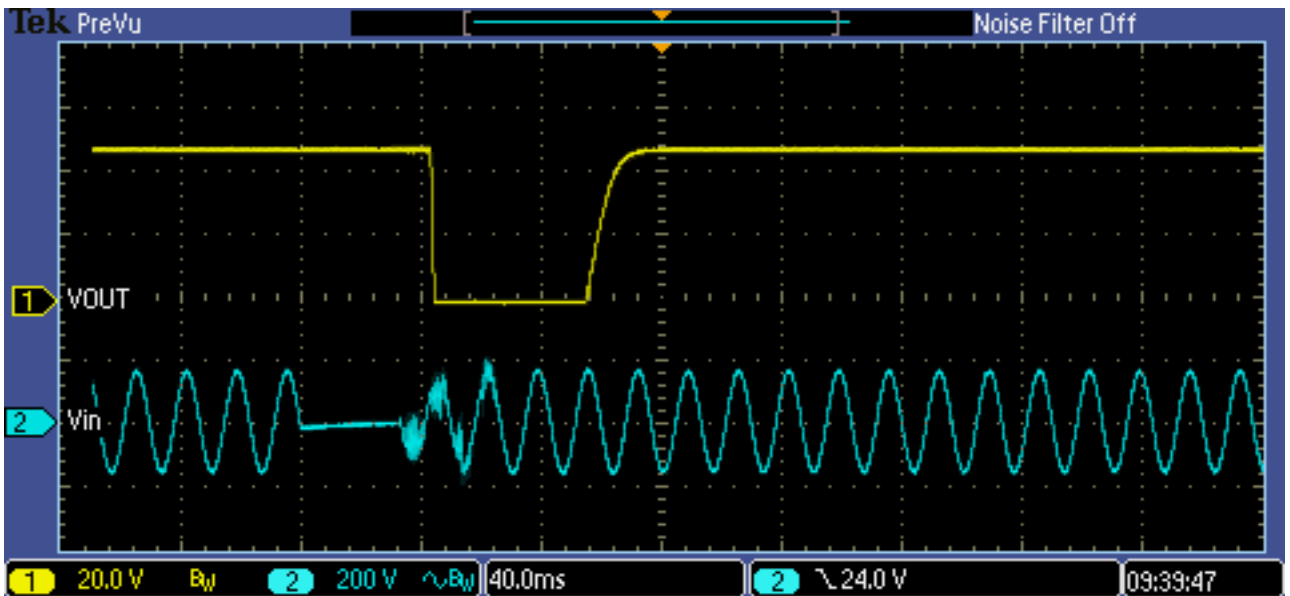 Tek PreVu Noise Filter Off
1 VOUT
2 Vin
1 20.0 V BW 2 200 V BW 40.0ms 2 24.0 V 09:39:47